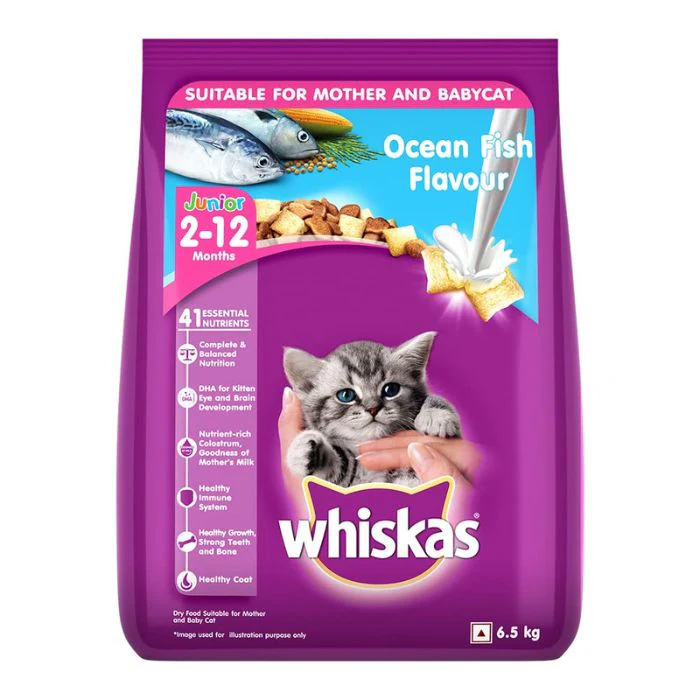 SUITABLE FOR MOTHER AND BABYCAT
Ocean Fish
Flavour
Junior
2-12
Months
41 ESSENTIAL
NUTRIENTS
Complete &
Balanced
Nutrition
DHA
DHA for Kitten
Eye and Brain
Development
Nutrient-rich
Colostrum,
Goodness of
Mother's Milk
Healthy
Immune
System
Healthy Growth,
Strong Teeth
and Bone
Healthy Coat
whiskas®
Dry Food Suitable for Mother
and Baby Cat
*Image used for illustration purpose only
6.5 kg